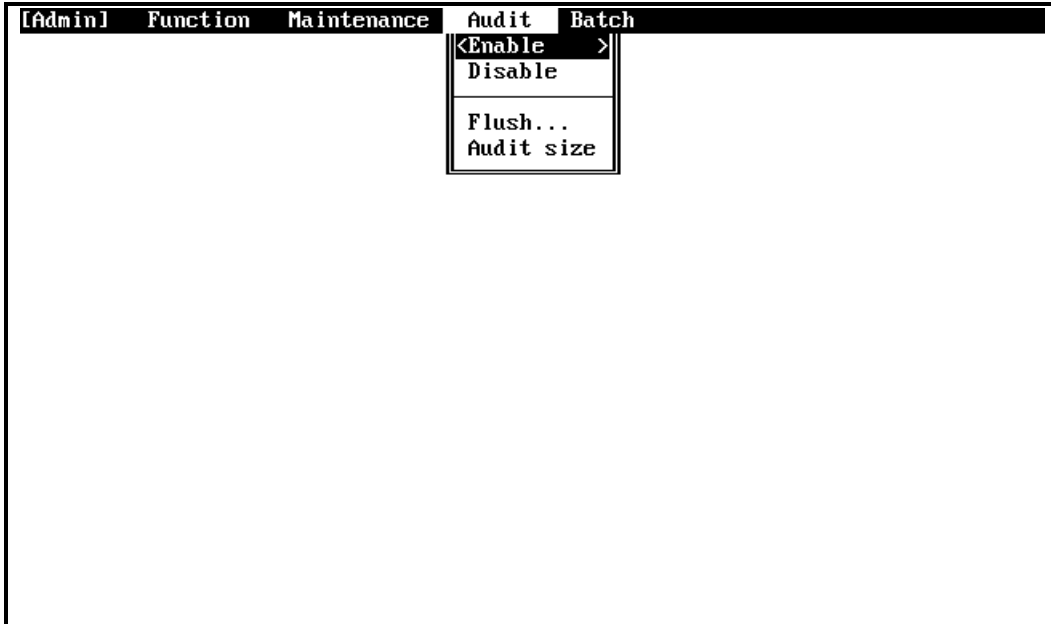 [Admin] Function Maintenance Audit Batch
<Enable >
Disable
Flush...
Audit size